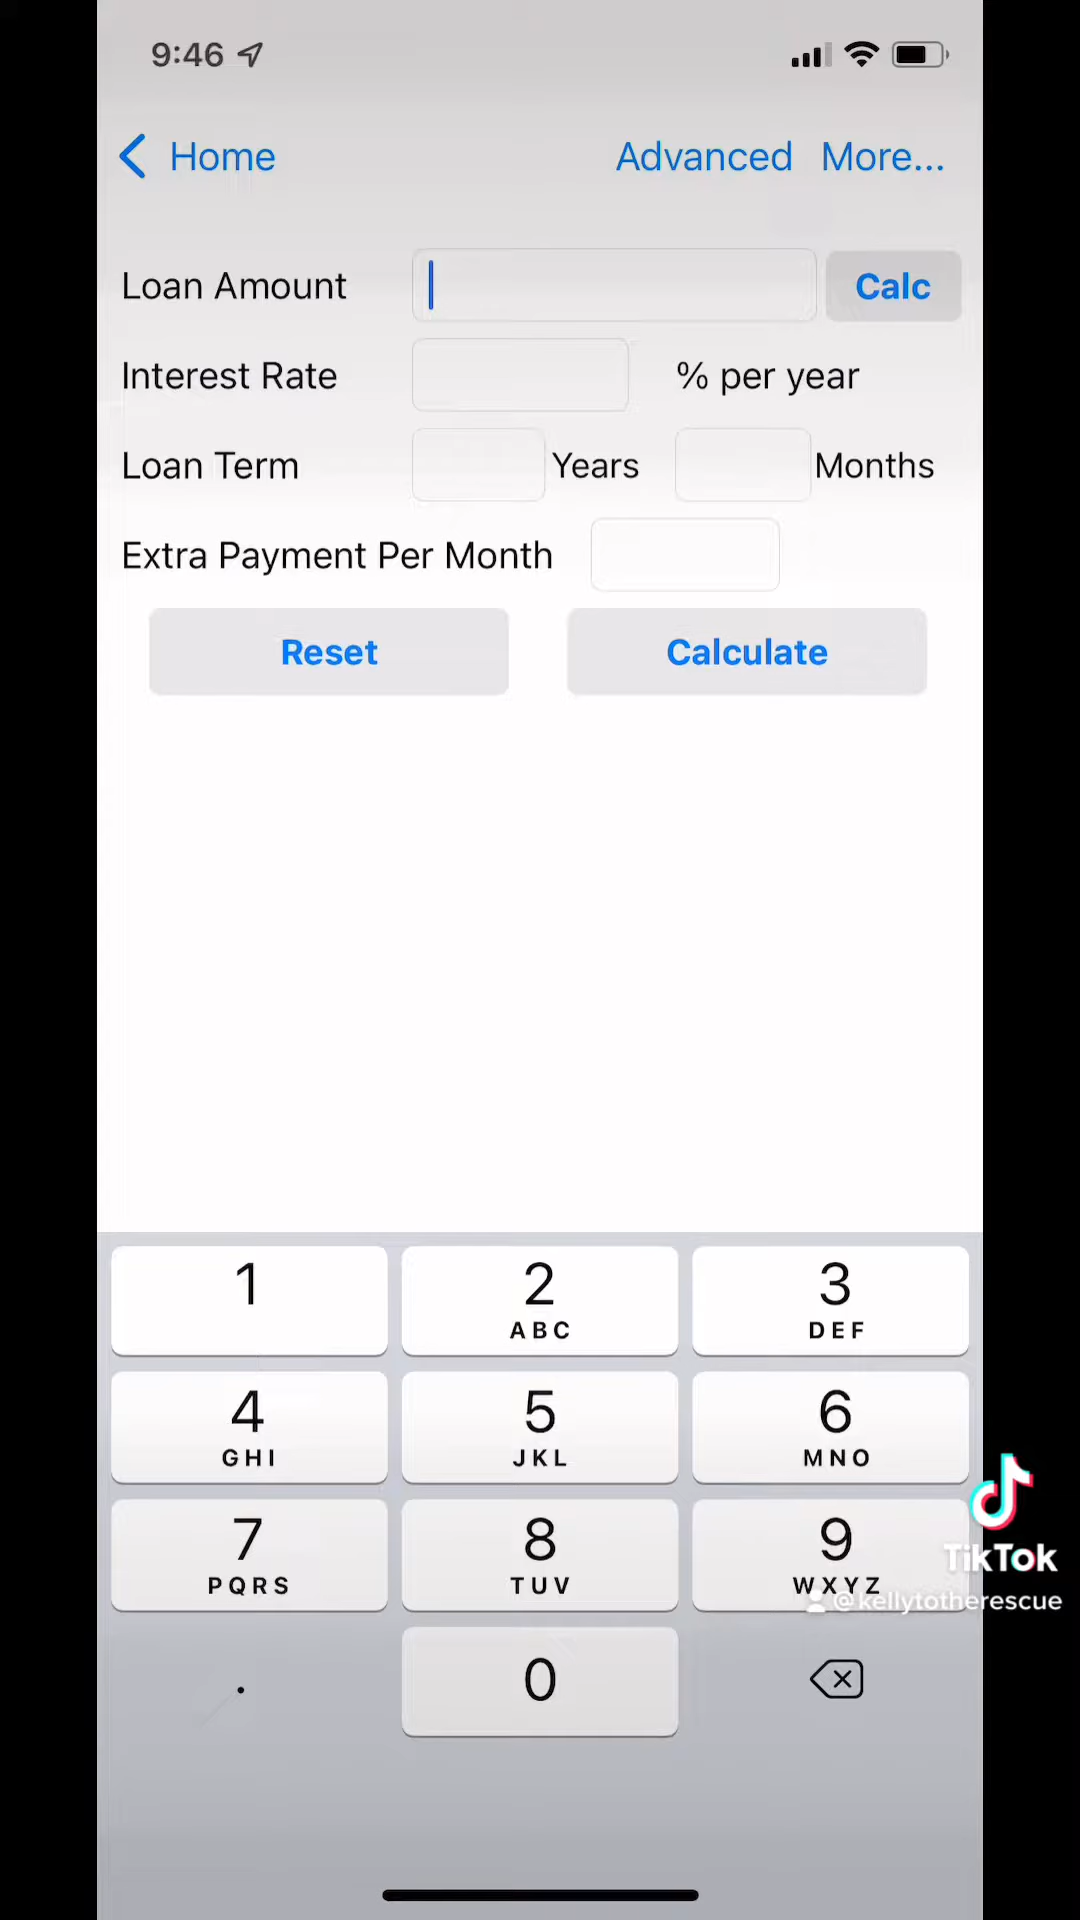 9:46
Home Advanced More...
Loan Amount Calc
Interest Rate % per year
Loan Term Years Months
Extra Payment Per Month
Reset Calculate
1 2 3
ABC DEF
4 5 6
GHI JKL MNO
7 8 9
PQRS TUV WXYZ
TikTok
@kellytotherescue
. 0